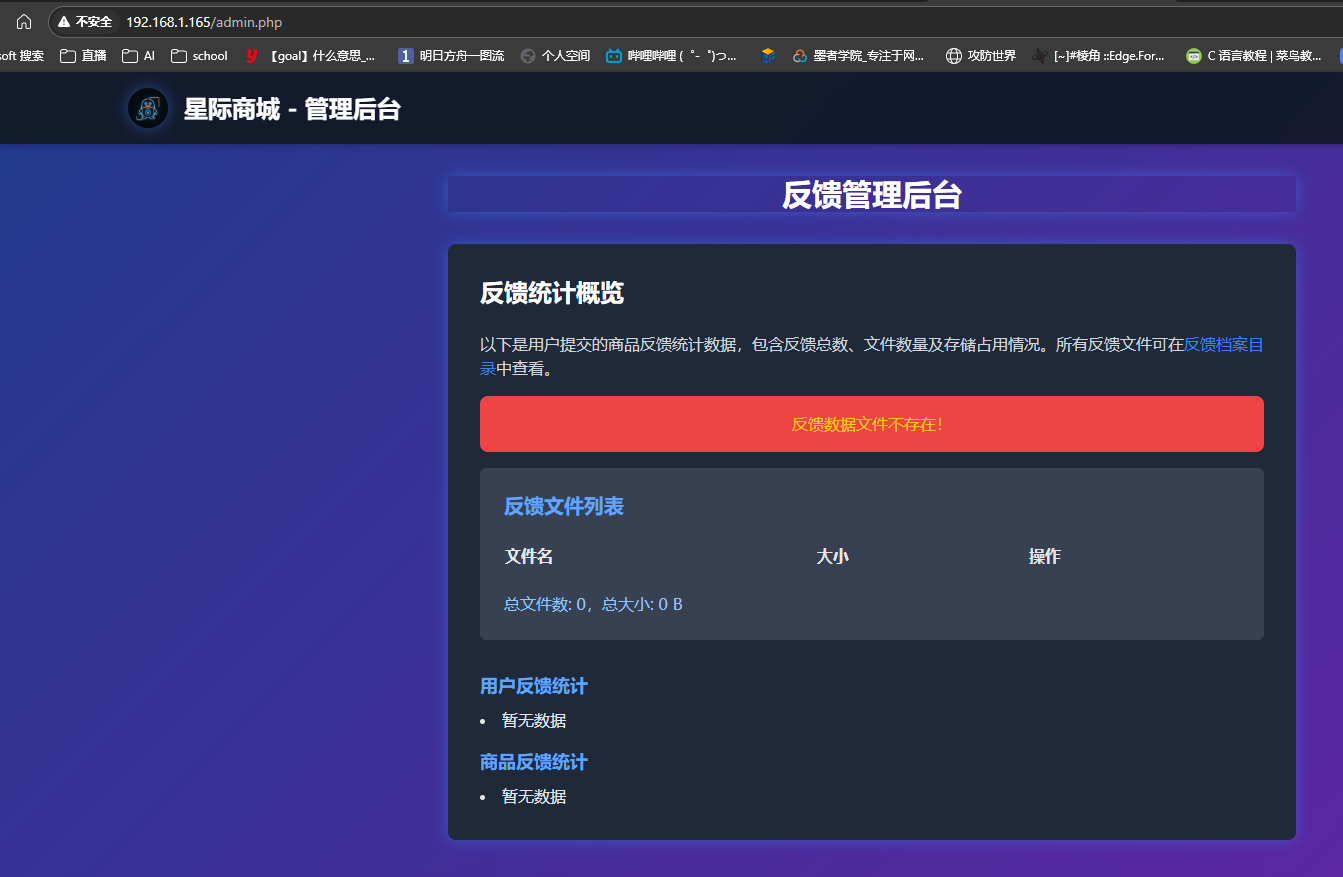 不安全 192.168.1.165/admin.php
soft 搜索 直播 AI school 【goal】什么意思_... 明日方舟一图流 个人空间 哔哩哔哩 ( ゜- ゜)つ... 墨者学院_专注于网... 攻防世界 [~]#棱角 ::Edge.For... C 语言教程 | 菜鸟教...
星际商城 - 管理后台
反馈管理后台
反馈统计概览
以下是用户提交的商品反馈统计数据，包含反馈总数、文件数量及存储占用情况。所有反馈文件可在反馈档案目
录中查看。
反馈数据文件不存在！
反馈文件列表
文件名 大小 操作
总文件数: 0，总大小: 0 B
用户反馈统计
• 暂无数据
商品反馈统计
• 暂无数据